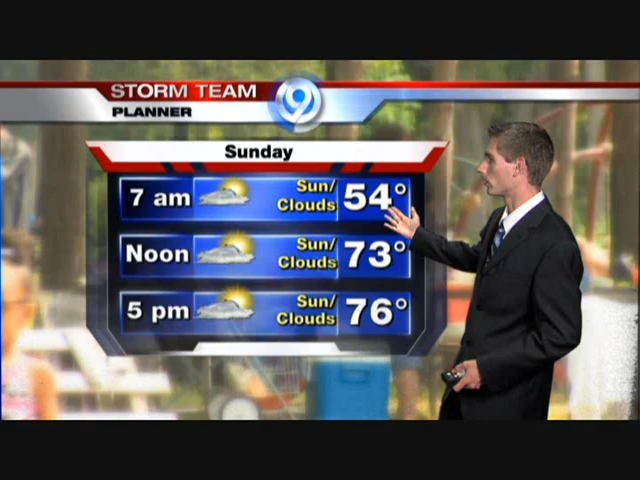 STORM TEAM
9
PLANNER
Sunday
7 am Sun/ Clouds 54°
Noon Sun/ Clouds 73°
5 pm Sun/ Clouds 76°